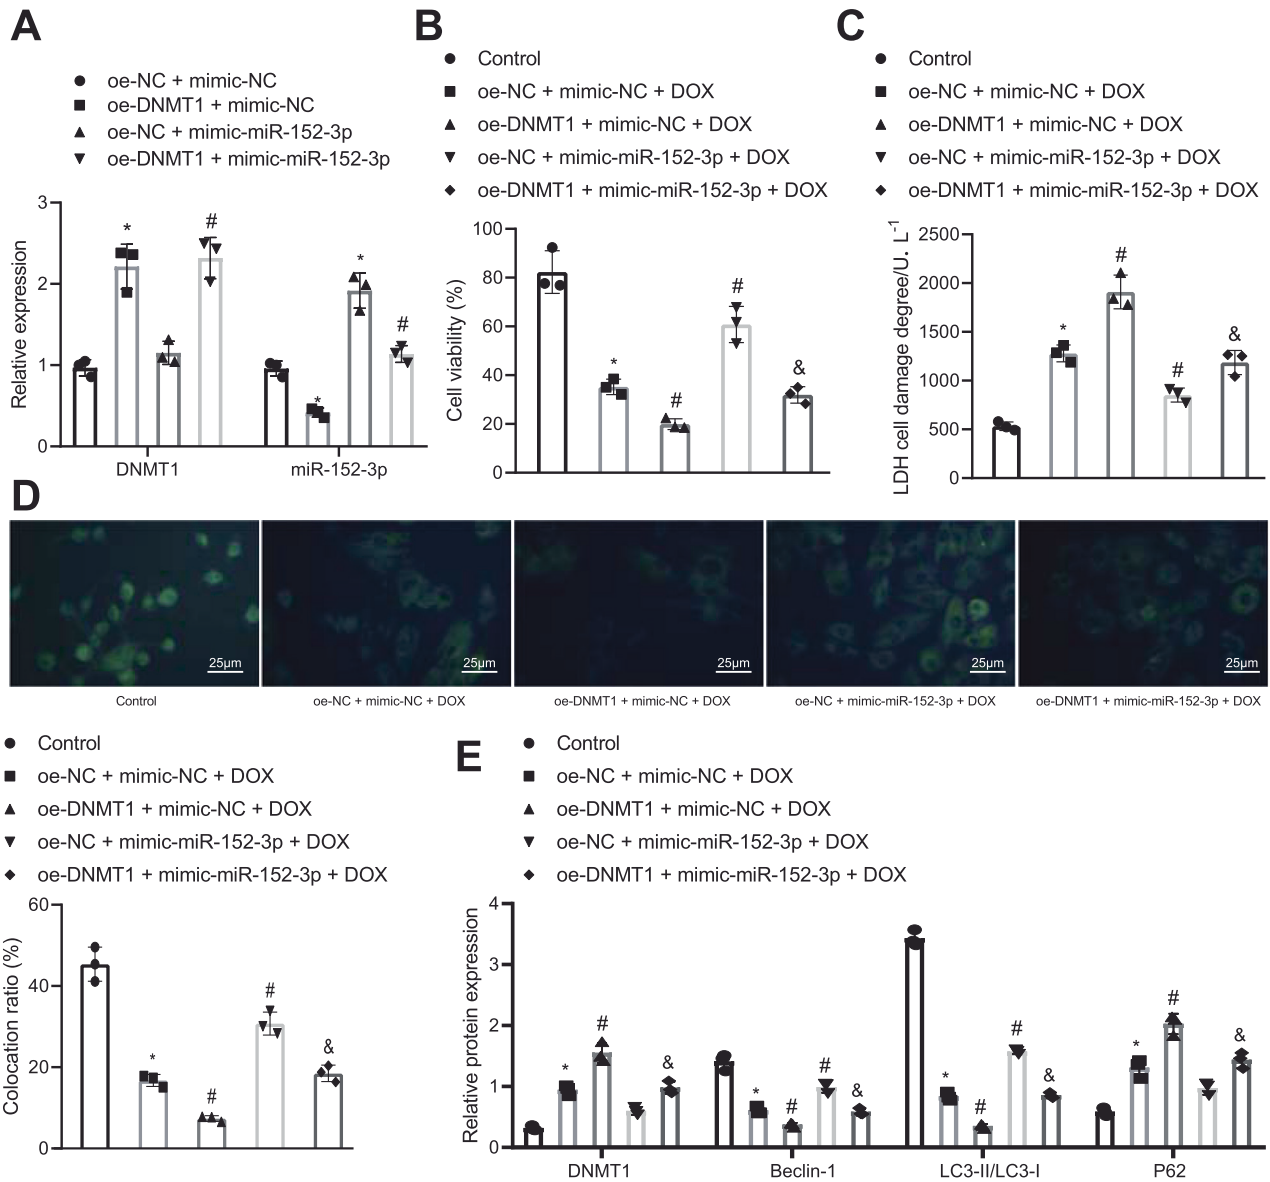 A
oe-NC + mimic-NC
oe-DNMT1 + mimic-NC
oe-NC + mimic-miR-152-3p
oe-DNMT1 + mimic-miR-152-3p
Relative expression
3
2
1
0
*
#
*
*
#
DNMT1
miR-152-3p
B
Control
oe-NC + mimic-NC + DOX
oe-DNMT1 + mimic-NC + DOX
oe-NC + mimic-miR-152-3p + DOX
oe-DNMT1 + mimic-miR-152-3p + DOX
Cell viability (%)
100
80
60
40
20
0
*
#
#
&
C
Control
oe-NC + mimic-NC + DOX
oe-DNMT1 + mimic-NC + DOX
oe-NC + mimic-miR-152-3p + DOX
oe-DNMT1 + mimic-miR-152-3p + DOX
LDH cell damage degree/U. L⁻¹
2500
2000
1500
1000
500
0
*
#
#
&
D
25μm
25μm
25μm
25μm
25μm
Control
oe-NC + mimic-NC + DOX
oe-DNMT1 + mimic-NC + DOX
oe-NC + mimic-miR-152-3p + DOX
oe-DNMT1 + mimic-miR-152-3p + DOX
Control
oe-NC + mimic-NC + DOX
oe-DNMT1 + mimic-NC + DOX
oe-NC + mimic-miR-152-3p + DOX
oe-DNMT1 + mimic-miR-152-3p + DOX
Colocation ratio (%)
60
40
20
0
*
#
#
&
E
Control
oe-NC + mimic-NC + DOX
oe-DNMT1 + mimic-NC + DOX
oe-NC + mimic-miR-152-3p + DOX
oe-DNMT1 + mimic-miR-152-3p + DOX
Relative protein expression
4
3
2
1
0
*
#
&
*
#
#
&
*
#
#
&
*
#
&
DNMT1
Beclin-1
LC3-II/LC3-I
P62